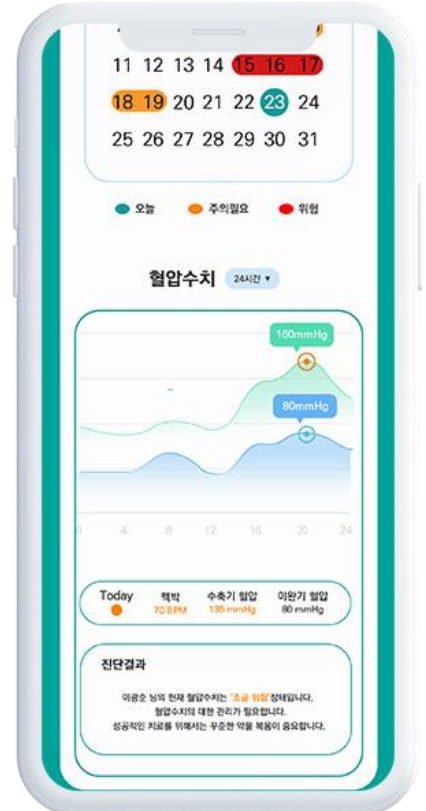 11 12 13 14 15 16 17
18 19 20 21 22 23 24
25 26 27 28 29 30 31
오늘 주의필요 위험
혈압수치 24시간 ▼
160mmHg
80mmHg
0 4 8 12 16 20 24
Today 맥박 수축기 혈압 이완기 혈압
70 BPM 135 mmHg 80 mmHg
진단결과
이광순 님의 현재 혈압수치는 '조금 위험' 상태입니다.
혈압수치의 대한 관리가 필요합니다.
성공적인 치료를 위해서는 꾸준한 약물 복용이 중요합니다.